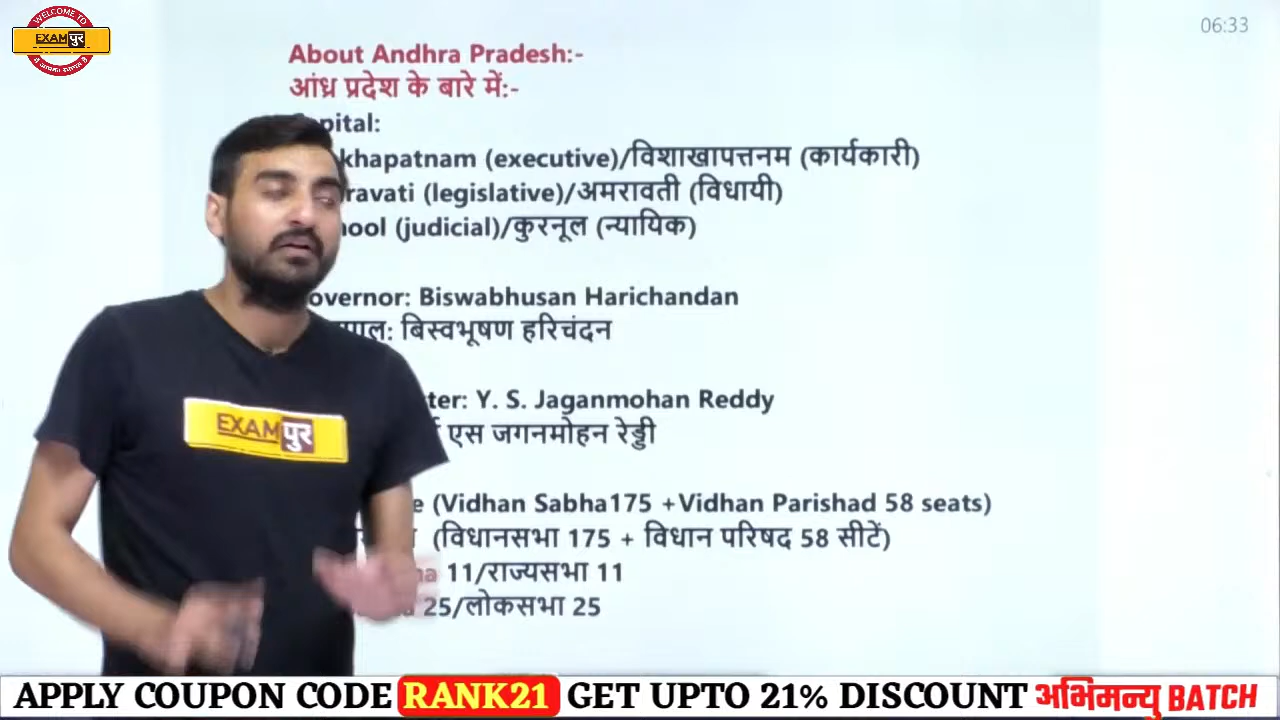 WELCOME TO
EXAMपुर
06:33
About Andhra Pradesh:-
आंध्र प्रदेश के बारे में:-
pital:
khapatnam (executive)/विशाखापत्तनम (कार्यकारी)
ravati (legislative)/अमरावती (विधायी)
nool (judicial)/कुरनूल (न्यायिक)
overnor: Biswabhusan Harichandan
पाल: बिस्वभूषण हरिचंदन
ter: Y. S. Jaganmohan Reddy
एस जगनमोहन रेड्डी
e (Vidhan Sabha175 +Vidhan Parishad 58 seats)
(विधानसभा 175 + विधान परिषद 58 सीटें)
11/राज्यसभा 11
25/लोकसभा 25
EXAMपुर
APPLY COUPON CODE RANK21 GET UPTO 21% DISCOUNT अभिमन्यु BATCH